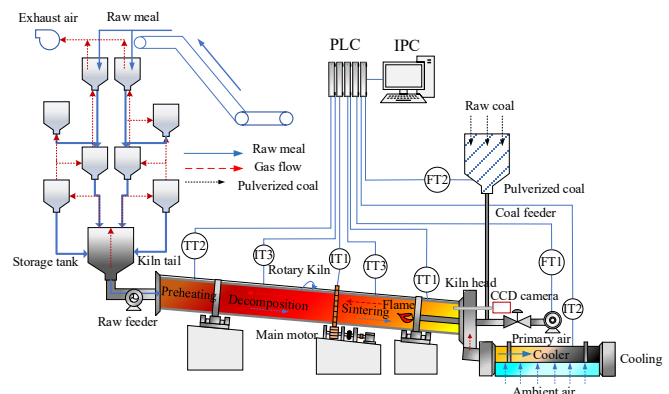 Exhaust air
Raw meal
PLC
IPC
Raw coal
Raw meal
Gas flow
Pulverized coal
FT2
Pulverized coal
Coal feeder
Storage tank
Kiln tail
TT2
IT3
IT1
TT3
TT1
FT1
IT2
Rotary Kiln
Kiln head
CCD camera
Preheating
Decomposition
Sintering
Flame
Raw feeder
Main motor
Primary air
Cooler
Cooling
Ambient air